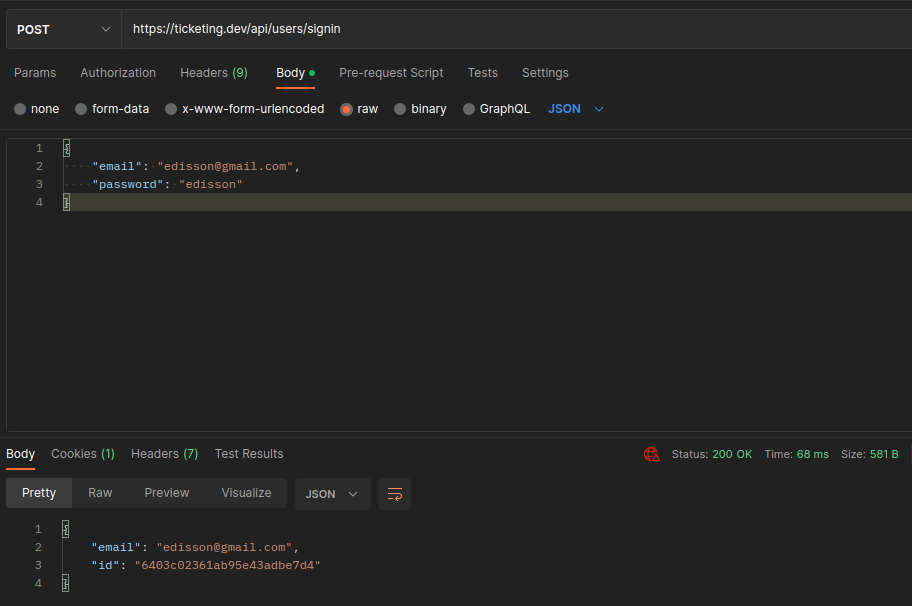 POST https://ticketing.dev/api/users/signin
Params Authorization Headers (9) Body Pre-request Script Tests Settings
none form-data x-www-form-urlencoded raw binary GraphQL JSON
1 {
2 "email": "edisson@gmail.com",
3 "password": "edisson"
4 }
Body Cookies (1) Headers (7) Test Results Status: 200 OK Time: 68 ms Size: 581 B
Pretty Raw Preview Visualize JSON
1 {
2 "email": "edisson@gmail.com",
3 "id": "6403c02361ab95e43adbe7d4"
4 }